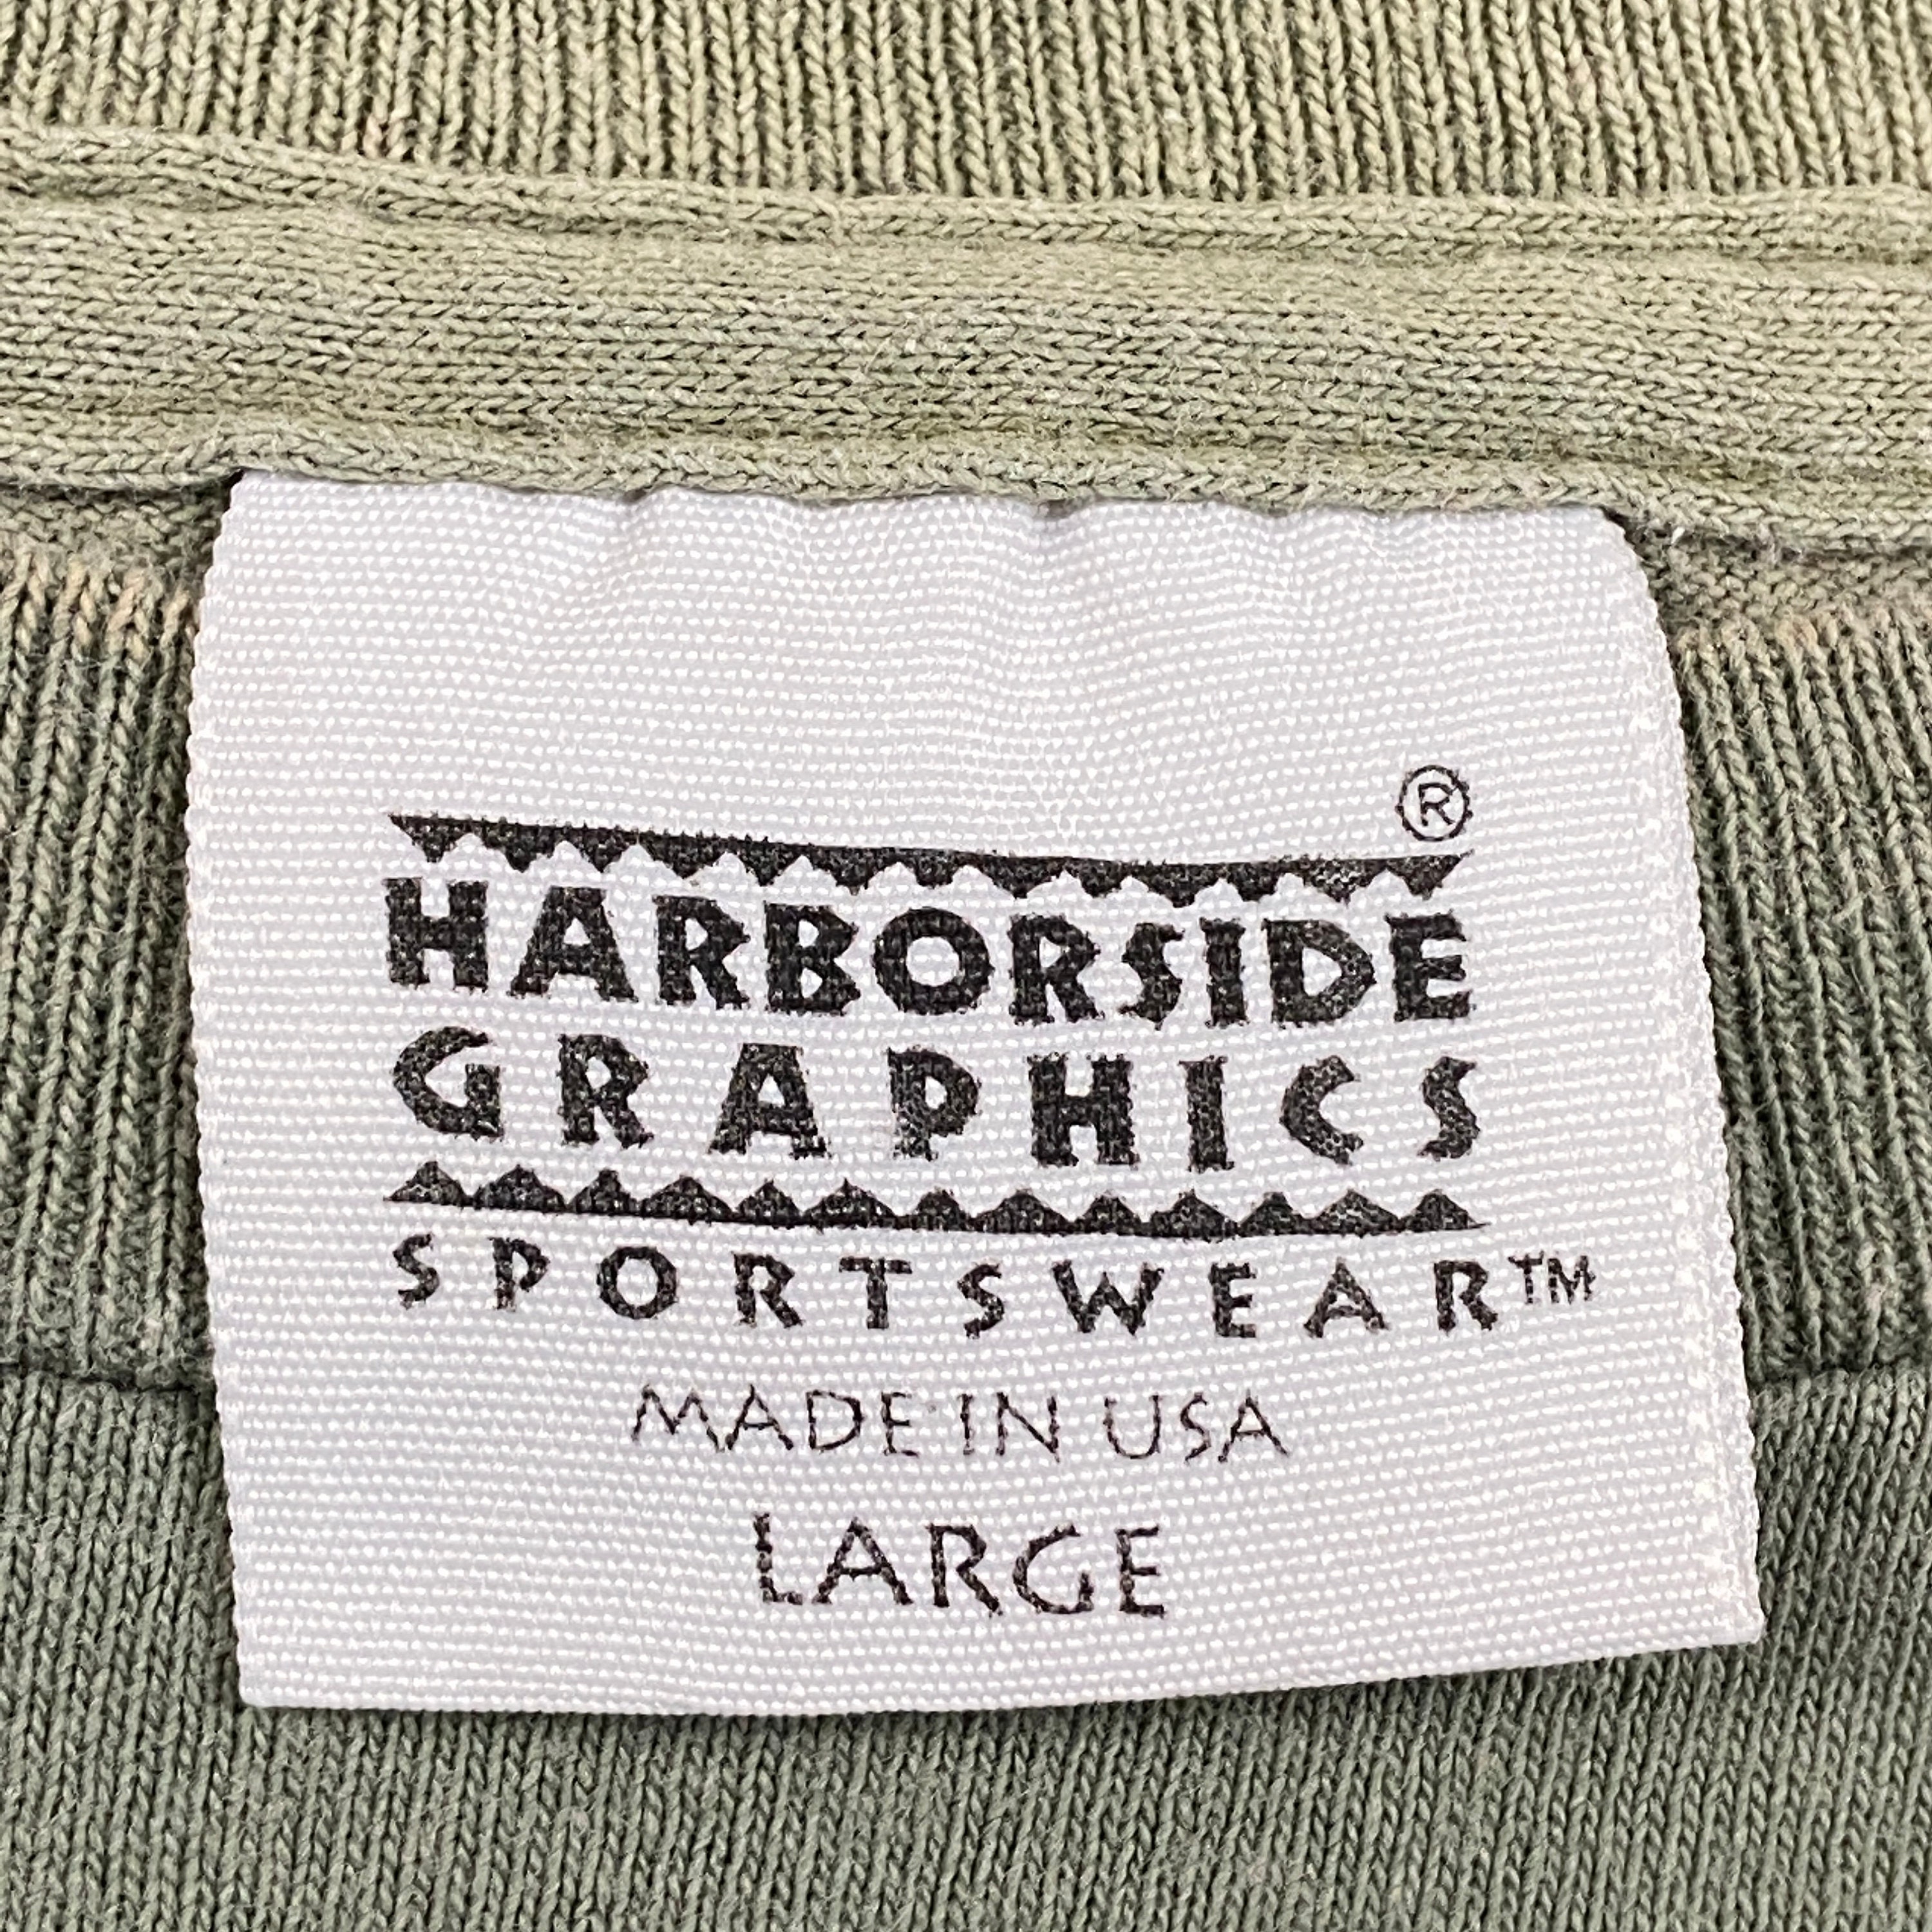 ®
HARBORSIDE
GRAPHICS
SPORTSWEAR™
MADE IN USA
LARGE